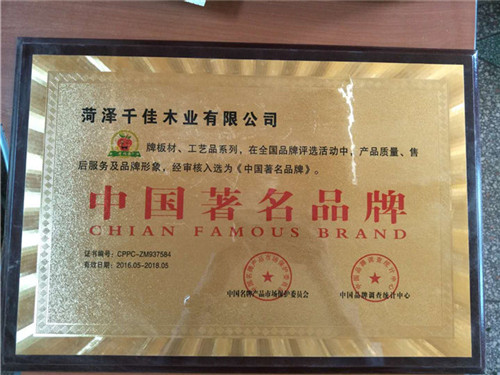 菏泽千佳木业有限公司
牌板材、工艺品系列，在全国品牌评选活动中，产品质量、售
后服务及品牌形象，经审核入选为《中国著名品牌》。
中国著名品牌
CHIAN FAMOUS BRAND
证书编号：CPPC-ZM937584
有效日期：2016.05-2018.05
中国名牌产品市场保护委员会
中国品牌调查统计中心